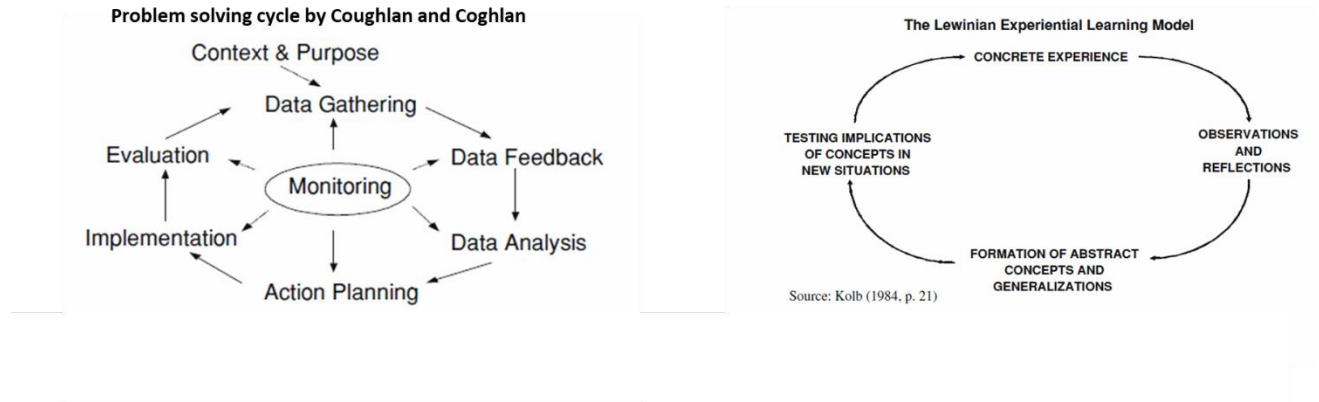 Problem solving cycle by Coughlan and Coghlan
Context & Purpose
Data Gathering
Evaluation
Data Feedback
Monitoring
Implementation
Data Analysis
Action Planning
The Lewinian Experiential Learning Model
CONCRETE EXPERIENCE
TESTING IMPLICATIONS
OF CONCEPTS IN
NEW SITUATIONS
OBSERVATIONS
AND
REFLECTIONS
FORMATION OF ABSTRACT
CONCEPTS AND
GENERALIZATIONS
Source: Kolb (1984, p. 21)